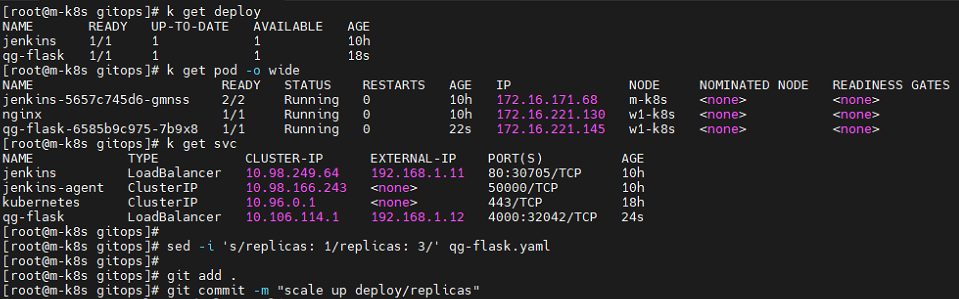 [root@m-k8s gitops]# k get deploy
NAME READY UP-TO-DATE AVAILABLE AGE
jenkins 1/1 1 1 10h
qg-flask 1/1 1 1 18s
[root@m-k8s gitops]# k get pod -o wide
NAME READY STATUS RESTARTS AGE IP NODE NOMINATED NODE READINESS GATES
jenkins-5657c745d6-gmnss 2/2 Running 0 10h 172.16.171.68 m-k8s <none> <none>
nginx 1/1 Running 0 10h 172.16.221.130 w1-k8s <none> <none>
qg-flask-6585b9c975-7b9x8 1/1 Running 0 22s 172.16.221.145 w1-k8s <none> <none>
[root@m-k8s gitops]# k get svc
NAME TYPE CLUSTER-IP EXTERNAL-IP PORT(S) AGE
jenkins LoadBalancer 10.98.249.64 192.168.1.11 80:30705/TCP 10h
jenkins-agent ClusterIP 10.98.166.243 <none> 50000/TCP 10h
kubernetes ClusterIP 10.96.0.1 <none> 443/TCP 18h
qg-flask LoadBalancer 10.106.114.1 192.168.1.12 4000:32042/TCP 24s
[root@m-k8s gitops]#
[root@m-k8s gitops]# sed -i 's/replicas: 1/replicas: 3/' qg-flask.yaml
[root@m-k8s gitops]#
[root@m-k8s gitops]# git add .
[root@m-k8s gitops]# git commit -m "scale up deploy/replicas"